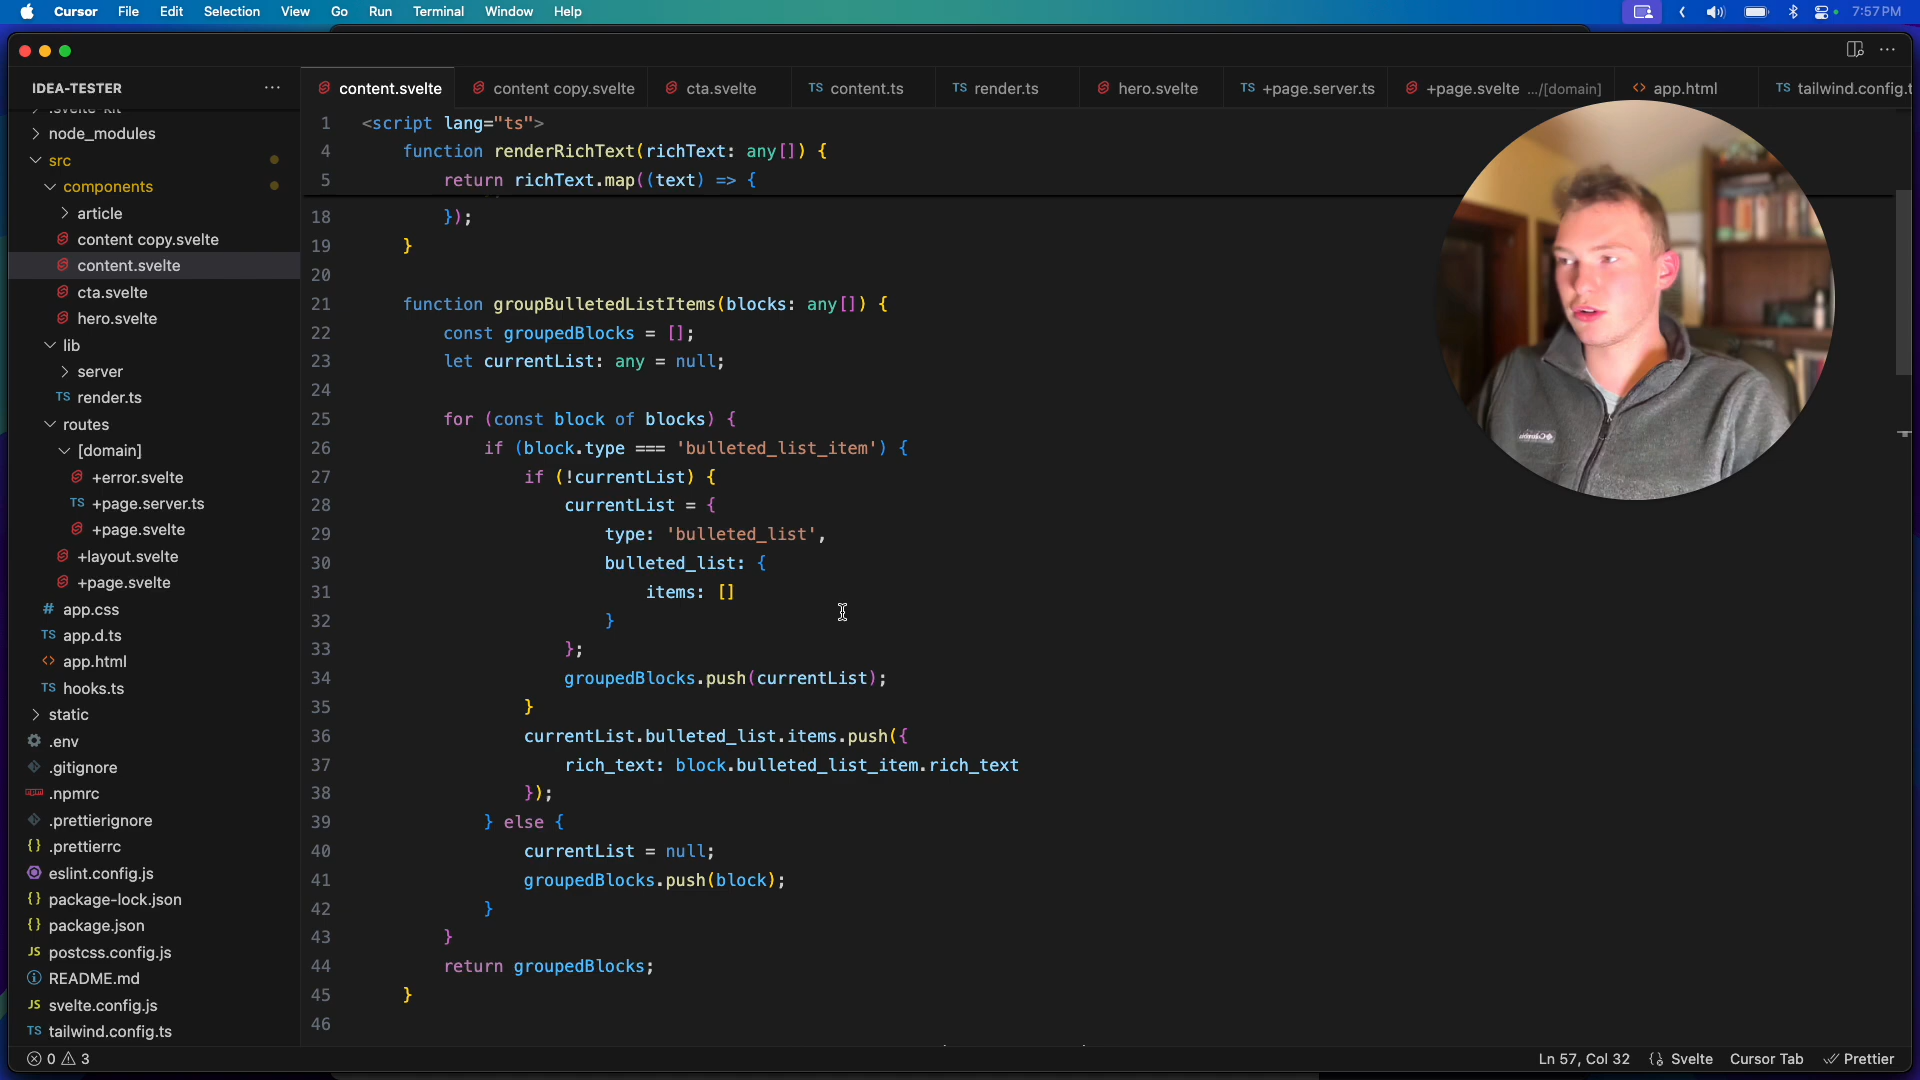 Cursor File Edit Selection View Go Run Terminal Window Help 7:57 PM
IDEA-TESTER ···
content.svelte content copy.svelte cta.svelte TS content.ts TS render.ts hero.svelte TS +page.server.ts +page.svelte .../[domain] <> app.html TS tailwind.config.t
node_modules
src
components
article
content copy.svelte
content.svelte
cta.svelte
hero.svelte
lib
server
TS render.ts
routes
[domain]
+error.svelte
TS +page.server.ts
+page.svelte
+layout.svelte
+page.svelte
# app.css
TS app.d.ts
<> app.html
TS hooks.ts
static
.env
.gitignore
.npmrc
.prettierignore
{} .prettierrc
eslint.config.js
{} package-lock.json
{} package.json
JS postcss.config.js
README.md
JS svelte.config.js
TS tailwind.config.ts
1 <script lang="ts">
4 function renderRichText(richText: any[]) {
5 return richText.map((text) => {
18 });
19 }
20
21 function groupBulletedListItems(blocks: any[]) {
22 const groupedBlocks = [];
23 let currentList: any = null;
24
25 for (const block of blocks) {
26 if (block.type === 'bulleted_list_item') {
27 if (!currentList) {
28 currentList = {
29 type: 'bulleted_list',
30 bulleted_list: {
31 items: []
32 }
33 };
34 groupedBlocks.push(currentList);
35 }
36 currentList.bulleted_list.items.push({
37 rich_text: block.bulleted_list_item.rich_text
38 });
39 } else {
40 currentList = null;
41 groupedBlocks.push(block);
42 }
43 }
44 return groupedBlocks;
45 }
46
0 3 Ln 57, Col 32 Svelte Cursor Tab Prettier